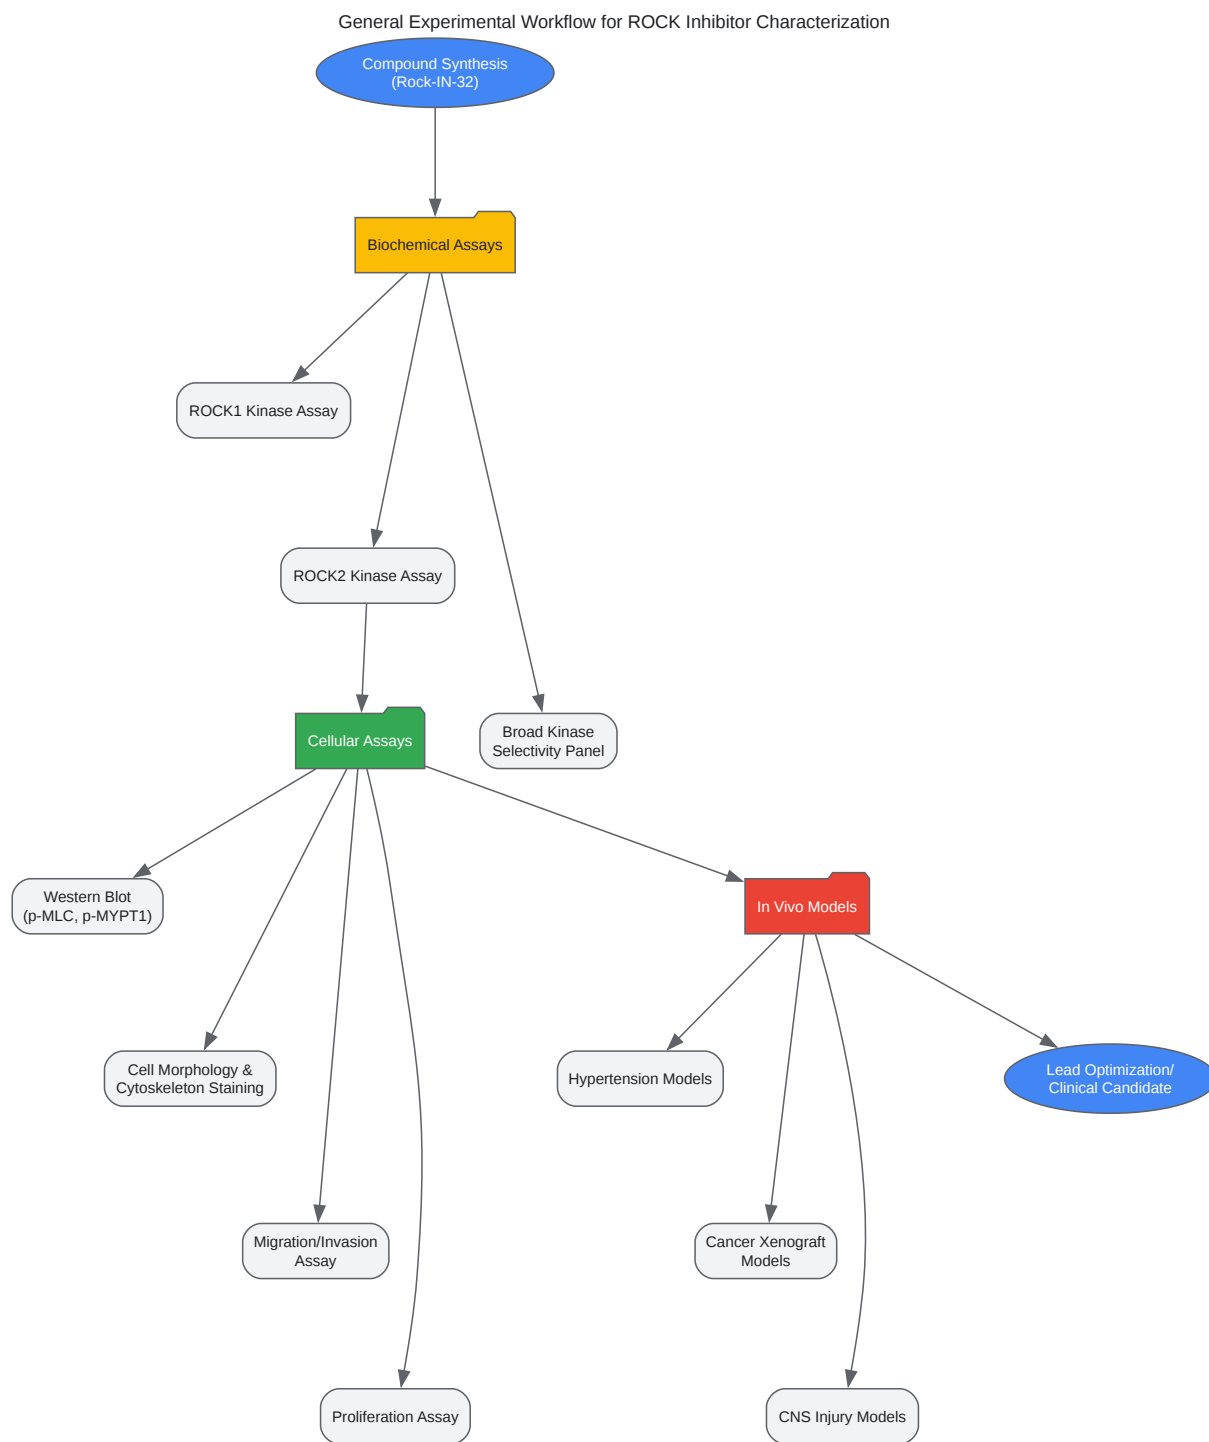 General Experimental Workflow for ROCK Inhibitor Characterization
Compound Synthesis
(Rock-IN-32)
Biochemical Assays
ROCK1 Kinase Assay
ROCK2 Kinase Assay
Cellular Assays
Broad Kinase
Selectivity Panel
Western Blot
(p-MLC, p-MYPT1)
In Vivo Models
Cell Morphology &
Cytoskeleton Staining
Hypertension Models
Lead Optimization/
Clinical Candidate
Migration/Invasion
Assay
Cancer Xenograft
Models
Proliferation Assay
CNS Injury Models